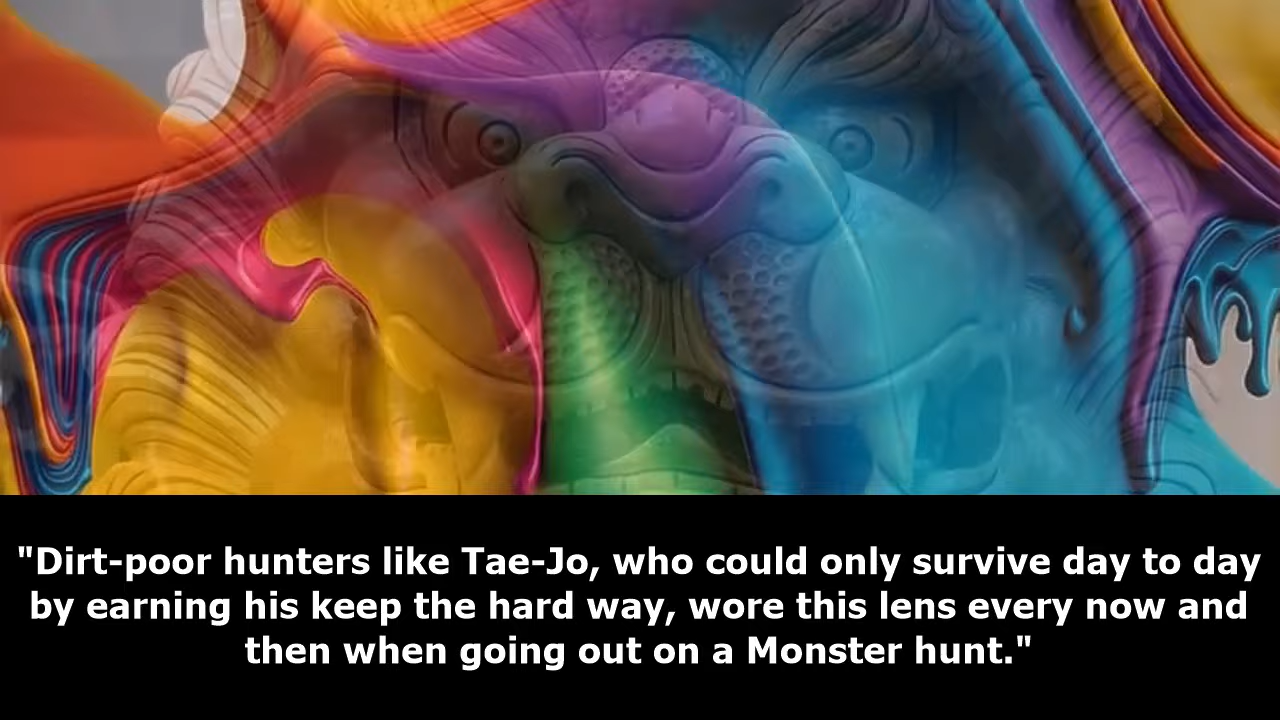 "Dirt-poor hunters like Tae-Jo, who could only survive day to day
by earning his keep the hard way, wore this lens every now and
then when going out on a Monster hunt."